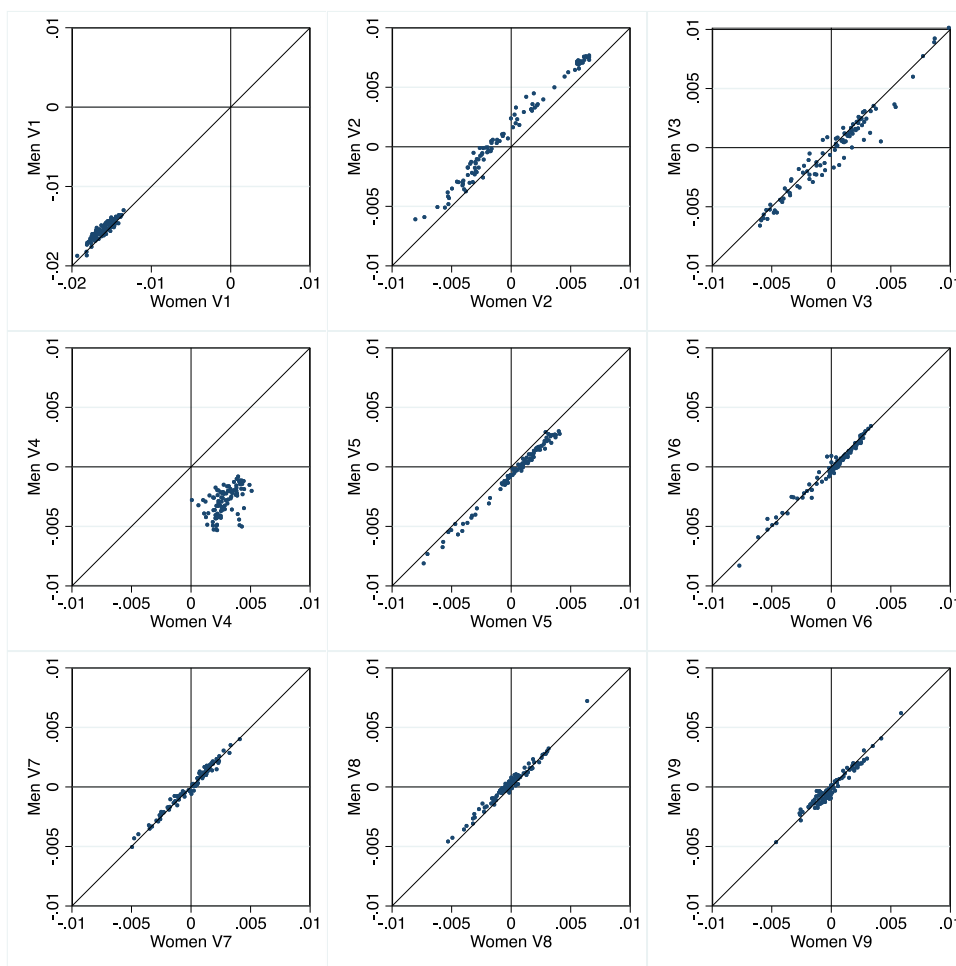 .01
0
-.01
-.02
Men V1
-.02 -.01 0 .01
Women V1
.01
.005
0
-.005
-.01
Men V2
-.01 -.005 0 .005 .01
Women V2
.01
.005
0
-.005
-.01
Men V3
-.01 -.005 0 .005 .01
Women V3
.01
.005
0
-.005
-.01
Men V4
-.01 -.005 0 .005 .01
Women V4
.01
.005
0
-.005
-.01
Men V5
-.01 -.005 0 .005 .01
Women V5
.01
.005
0
-.005
-.01
Men V6
-.01 -.005 0 .005 .01
Women V6
.01
.005
0
-.005
-.01
Men V7
-.01 -.005 0 .005 .01
Women V7
.01
.005
0
-.005
-.01
Men V8
-.01 -.005 0 .005 .01
Women V8
.01
.005
0
-.005
-.01
Men V9
-.01 -.005 0 .005 .01
Women V9